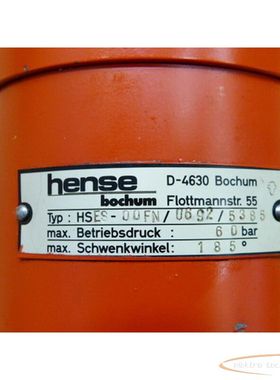 hense D-4630 Bochum
bochum Flottmannstr. 55
Typ : HSES-00FN/0692/5386
max. Betriebsdruck : 60 bar
max. Schwenkwinkel : 185 °